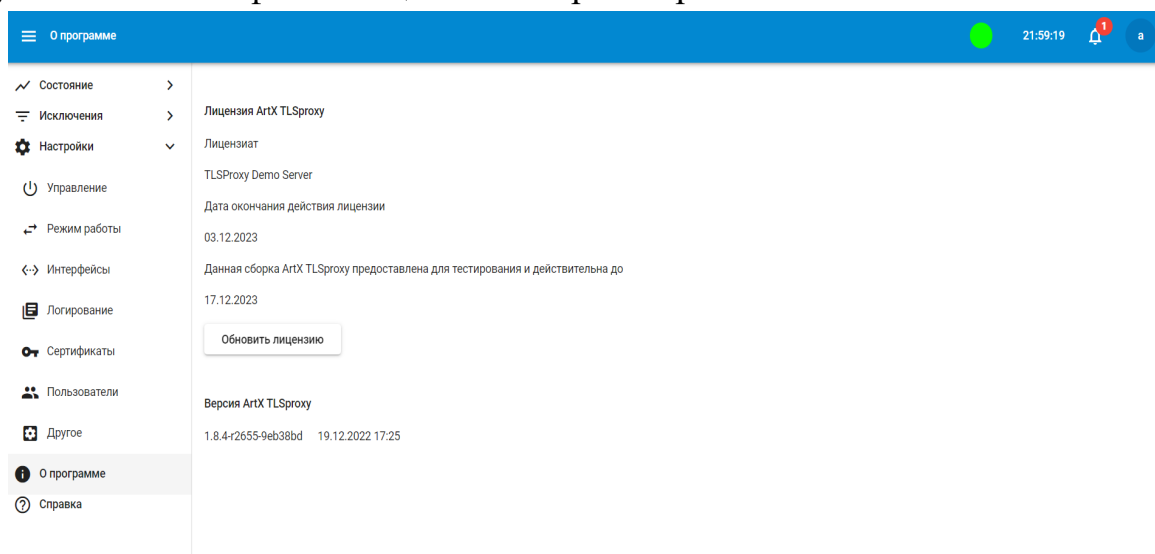 О программе
21:59:19
1
a
Состояние
Исключения
Настройки
Управление
Режим работы
Интерфейсы
Логирование
Сертификаты
Пользователи
Другое
О программе
Справка
Лицензия ArtX TLSproxy
Лицензиат
TLSProxy Demo Server
Дата окончания действия лицензии
03.12.2023
Данная сборка ArtX TLSproxy предоставлена для тестирования и действительна до
17.12.2023
Обновить лицензию
Версия ArtX TLSproxy
1.8.4-r2655-9eb38bd 19.12.2022 17:25